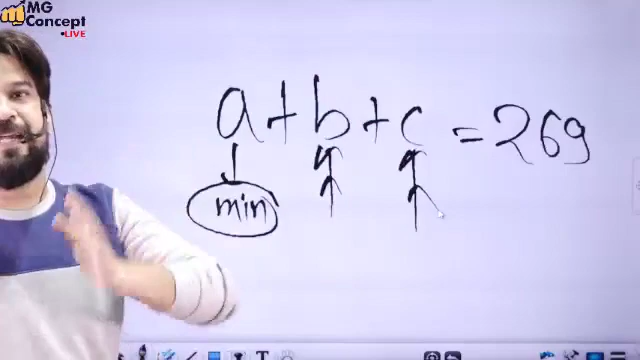 MG
Concept
LIVE
a + b + c = 269
min
T